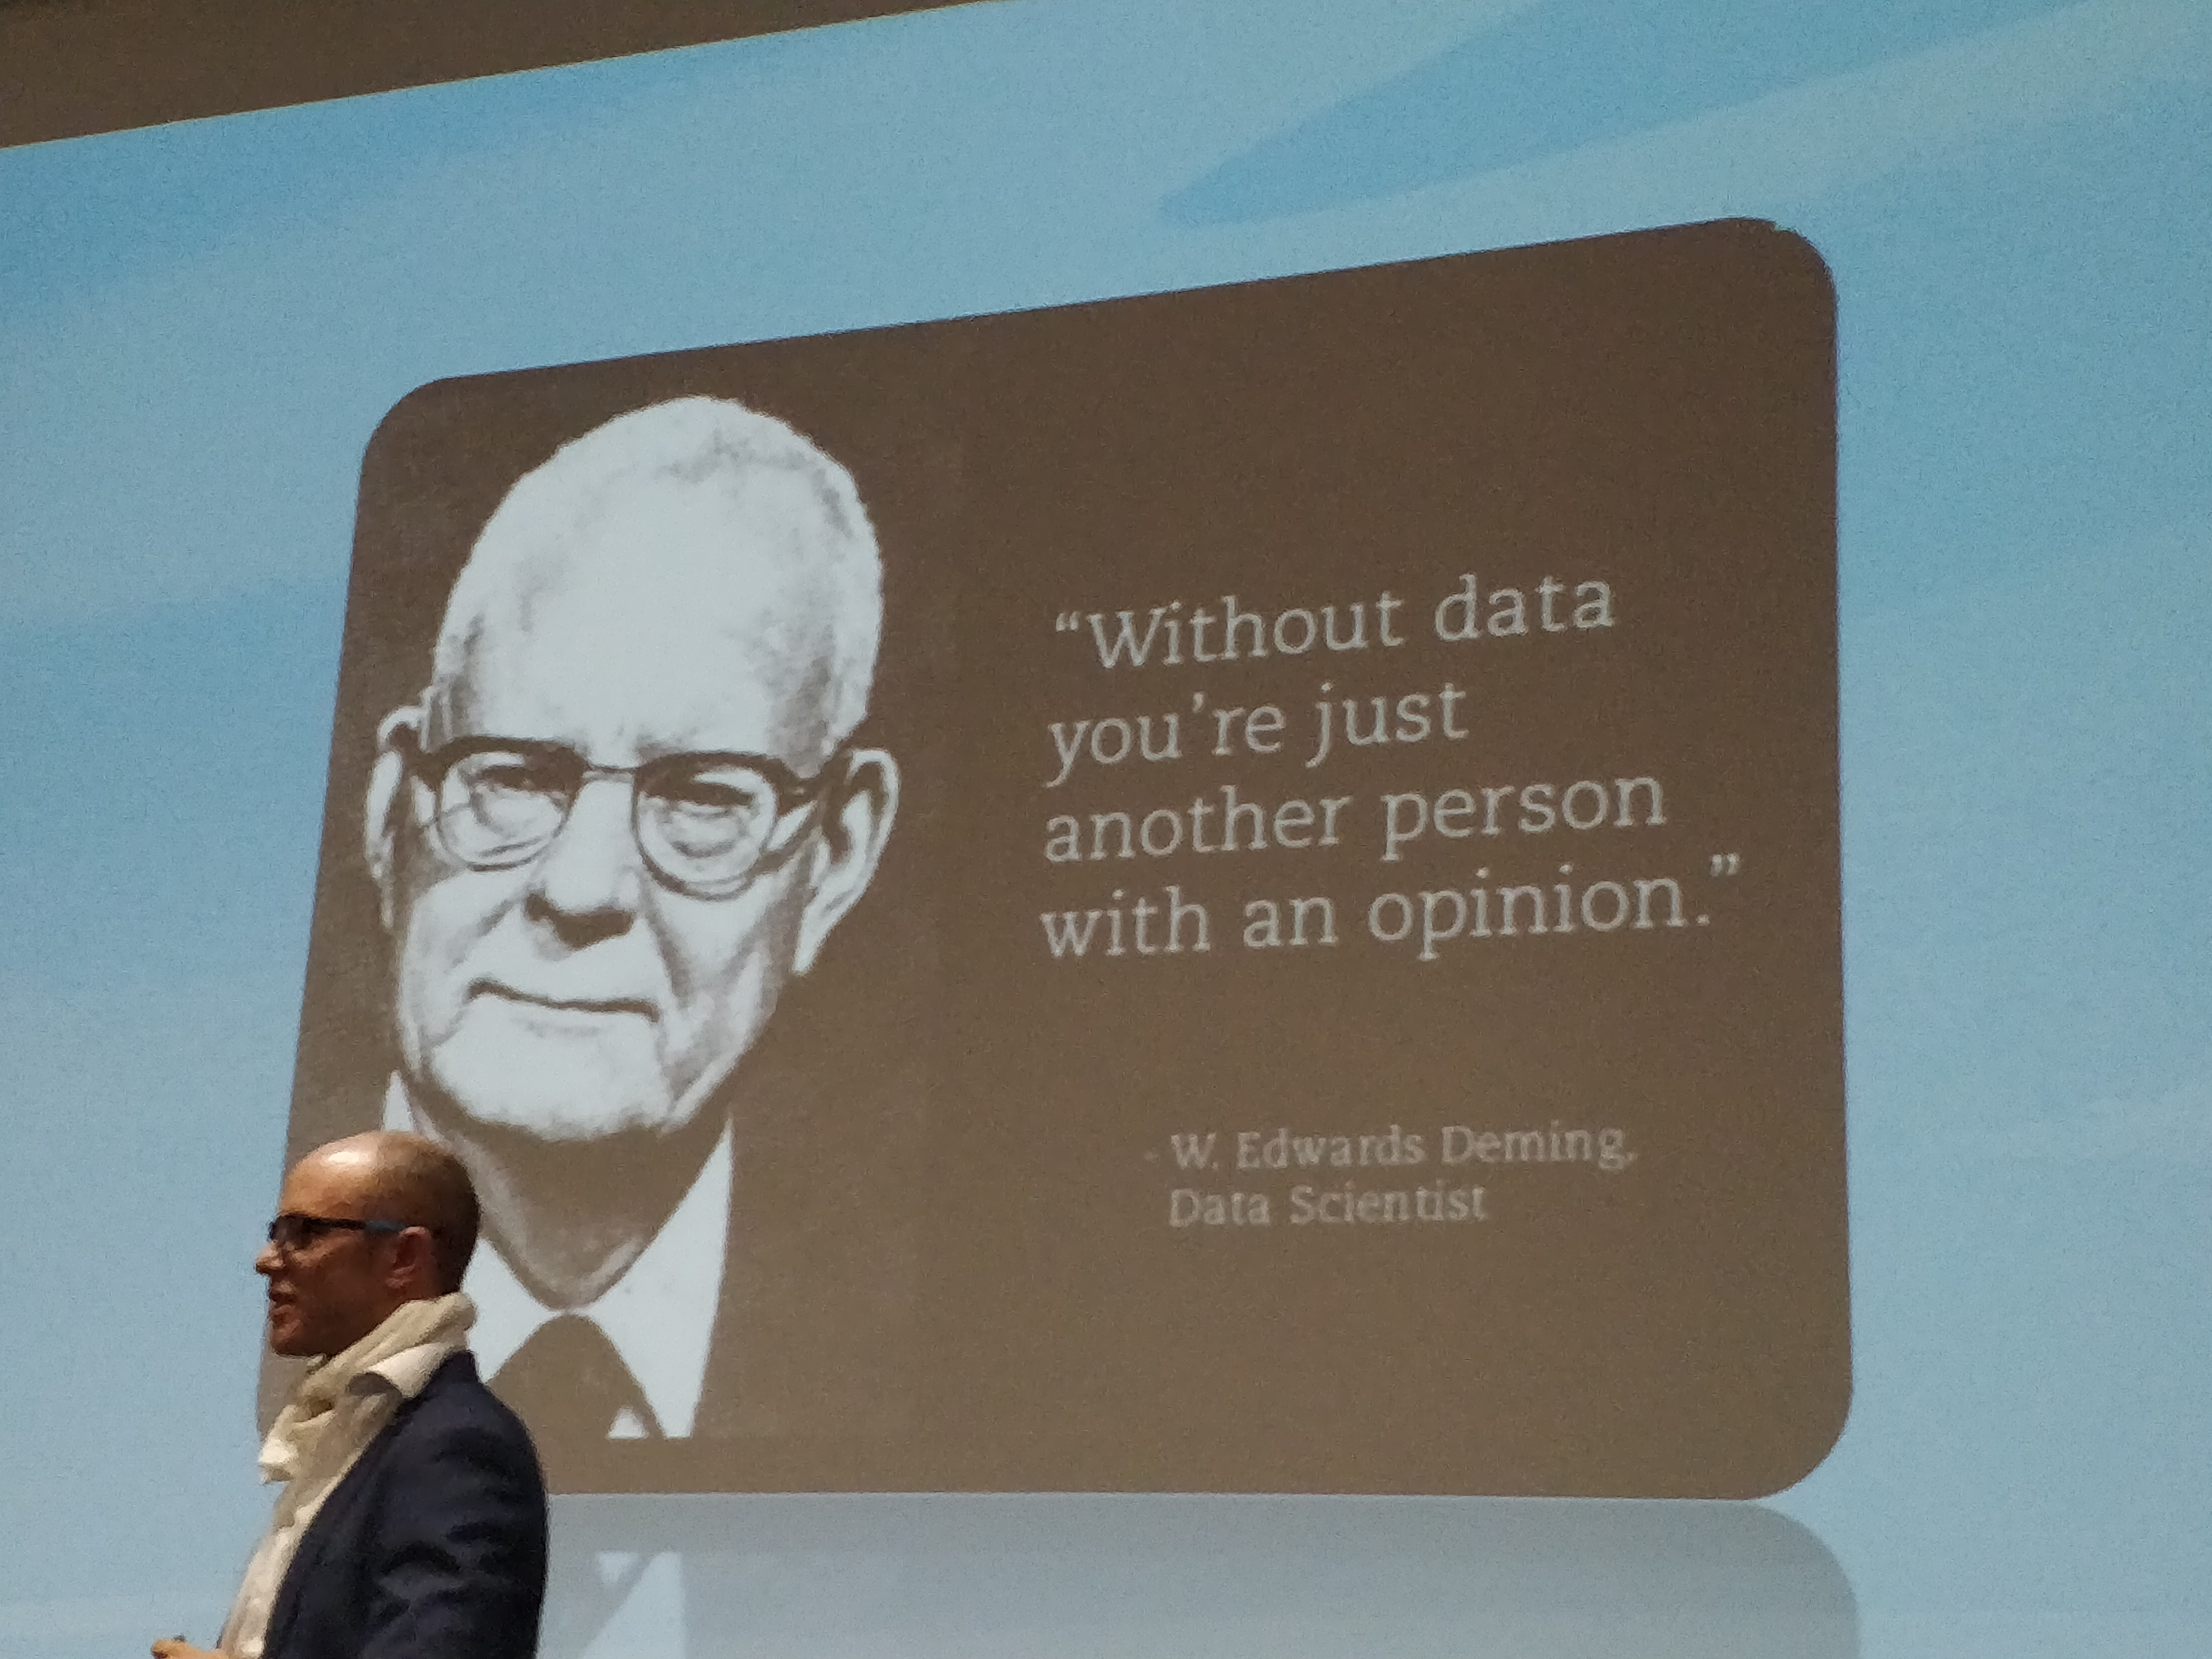 “Without data
you’re just
another person
with an opinion.”
- W. Edwards Deming,
Data Scientist